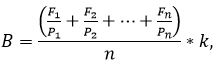 B = ((F₁/P₁ + F₂/P₂ + ⋯ + Fₙ/Pₙ) / n) * k,